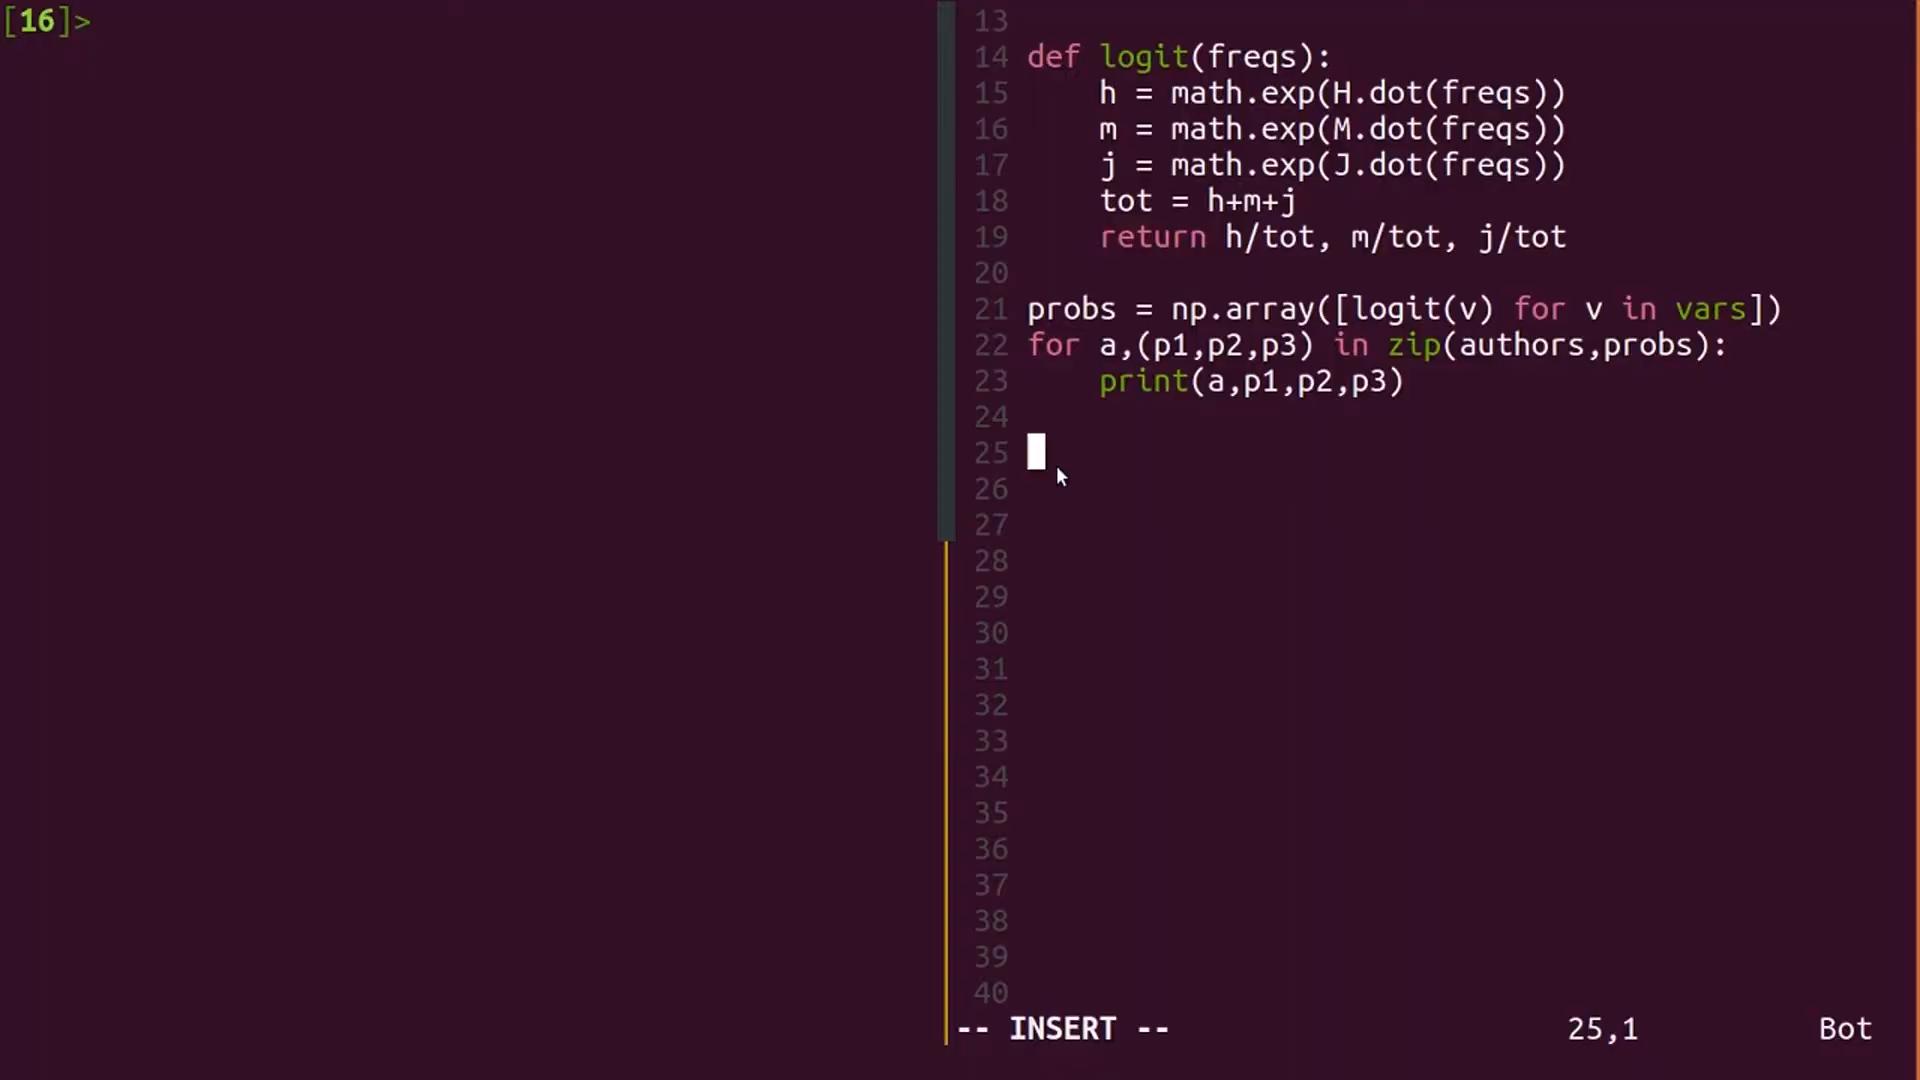 [16]>
13
14 def logit(freqs):
15     h = math.exp(H.dot(freqs))
16     m = math.exp(M.dot(freqs))
17     j = math.exp(J.dot(freqs))
18     tot = h+m+j
19     return h/tot, m/tot, j/tot
20
21 probs = np.array([logit(v) for v in vars])
22 for a,(p1,p2,p3) in zip(authors,probs):
23     print(a,p1,p2,p3)
24
25
26
27
28
29
30
31
32
33
34
35
36
37
38
39
40
-- INSERT -- 25,1 Bot